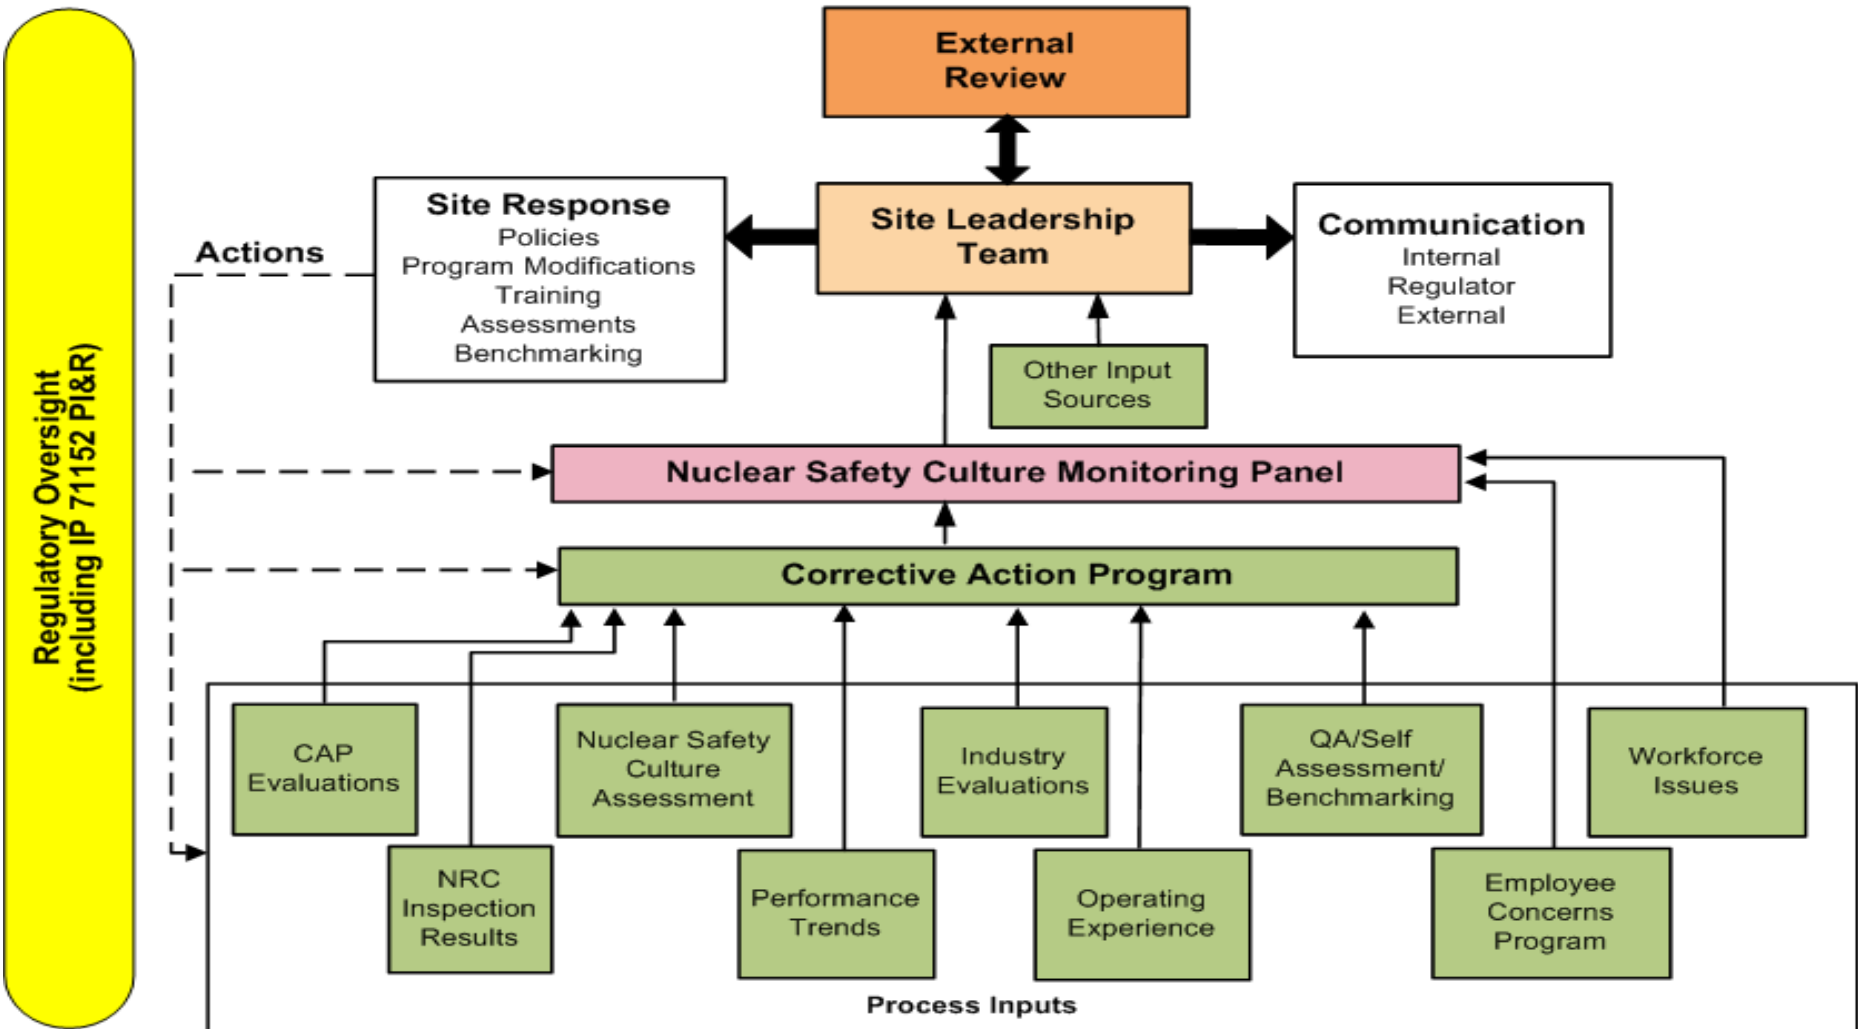 Regulatory Oversight
(including IP 71152 PI&R)
External
Review
Site Response
Policies
Program Modifications
Training
Assessments
Benchmarking
Site Leadership
Team
Communication
Internal
Regulator
External
Actions
Other Input
Sources
Nuclear Safety Culture Monitoring Panel
Corrective Action Program
CAP
Evaluations
Nuclear Safety
Culture
Assessment
Industry
Evaluations
QA/Self
Assessment/
Benchmarking
Workforce
Issues
NRC
Inspection
Results
Performance
Trends
Operating
Experience
Employee
Concerns
Program
Process Inputs